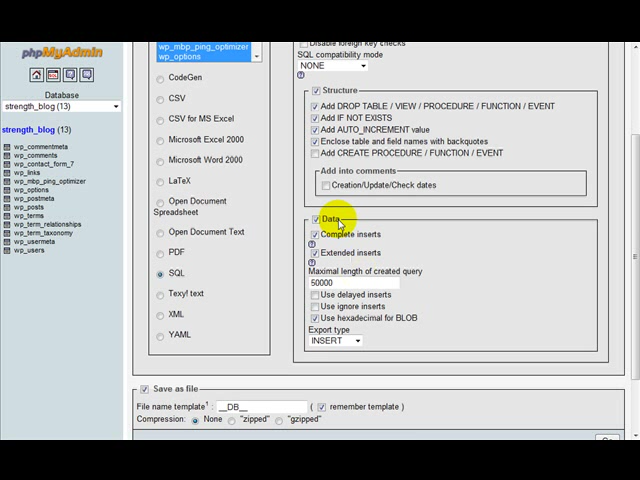 phpMyAdmin
Database
strength_blog (13)
strength_blog (13)
wp_commentmeta
wp_comments
wp_contact_form_7
wp_links
wp_mbp_ping_optimizer
wp_options
wp_postmeta
wp_posts
wp_terms
wp_term_relationships
wp_term_taxonomy
wp_usermeta
wp_users
wp_mbp_ping_optimizer
wp_options
CodeGen
CSV
CSV for MS Excel
Microsoft Excel 2000
Microsoft Word 2000
LaTeX
Open Document
Spreadsheet
Open Document Text
PDF
SQL
Texy! text
XML
YAML
Disable foreign key checks
SQL compatibility mode
NONE
Structure
Add DROP TABLE / VIEW / PROCEDURE / FUNCTION / EVENT
Add IF NOT EXISTS
Add AUTO_INCREMENT value
Enclose table and field names with backquotes
Add CREATE PROCEDURE / FUNCTION / EVENT
Add into comments
Creation/Update/Check dates
Data
Complete inserts
Extended inserts
Maximal length of created query
50000
Use delayed inserts
Use ignore inserts
Use hexadecimal for BLOB
Export type
INSERT
Save as file
File name template1 : __DB__ ( remember template )
Compression: None "zipped" "gzipped"